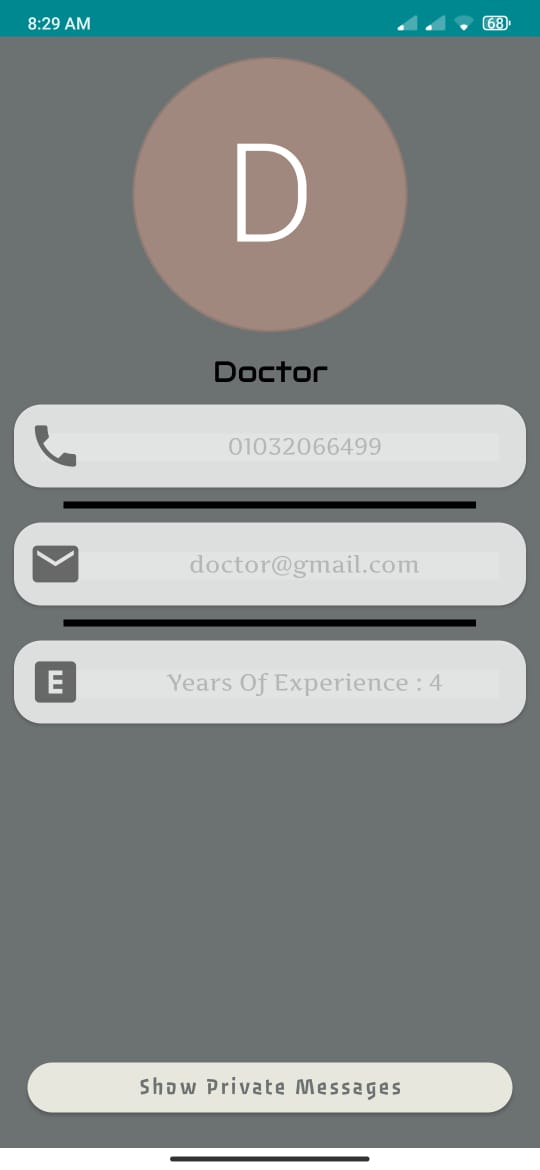 8:29 AM
68
D
Doctor
01032066499
doctor@gmail.com
E
Years Of Experience : 4
Show Private Messages